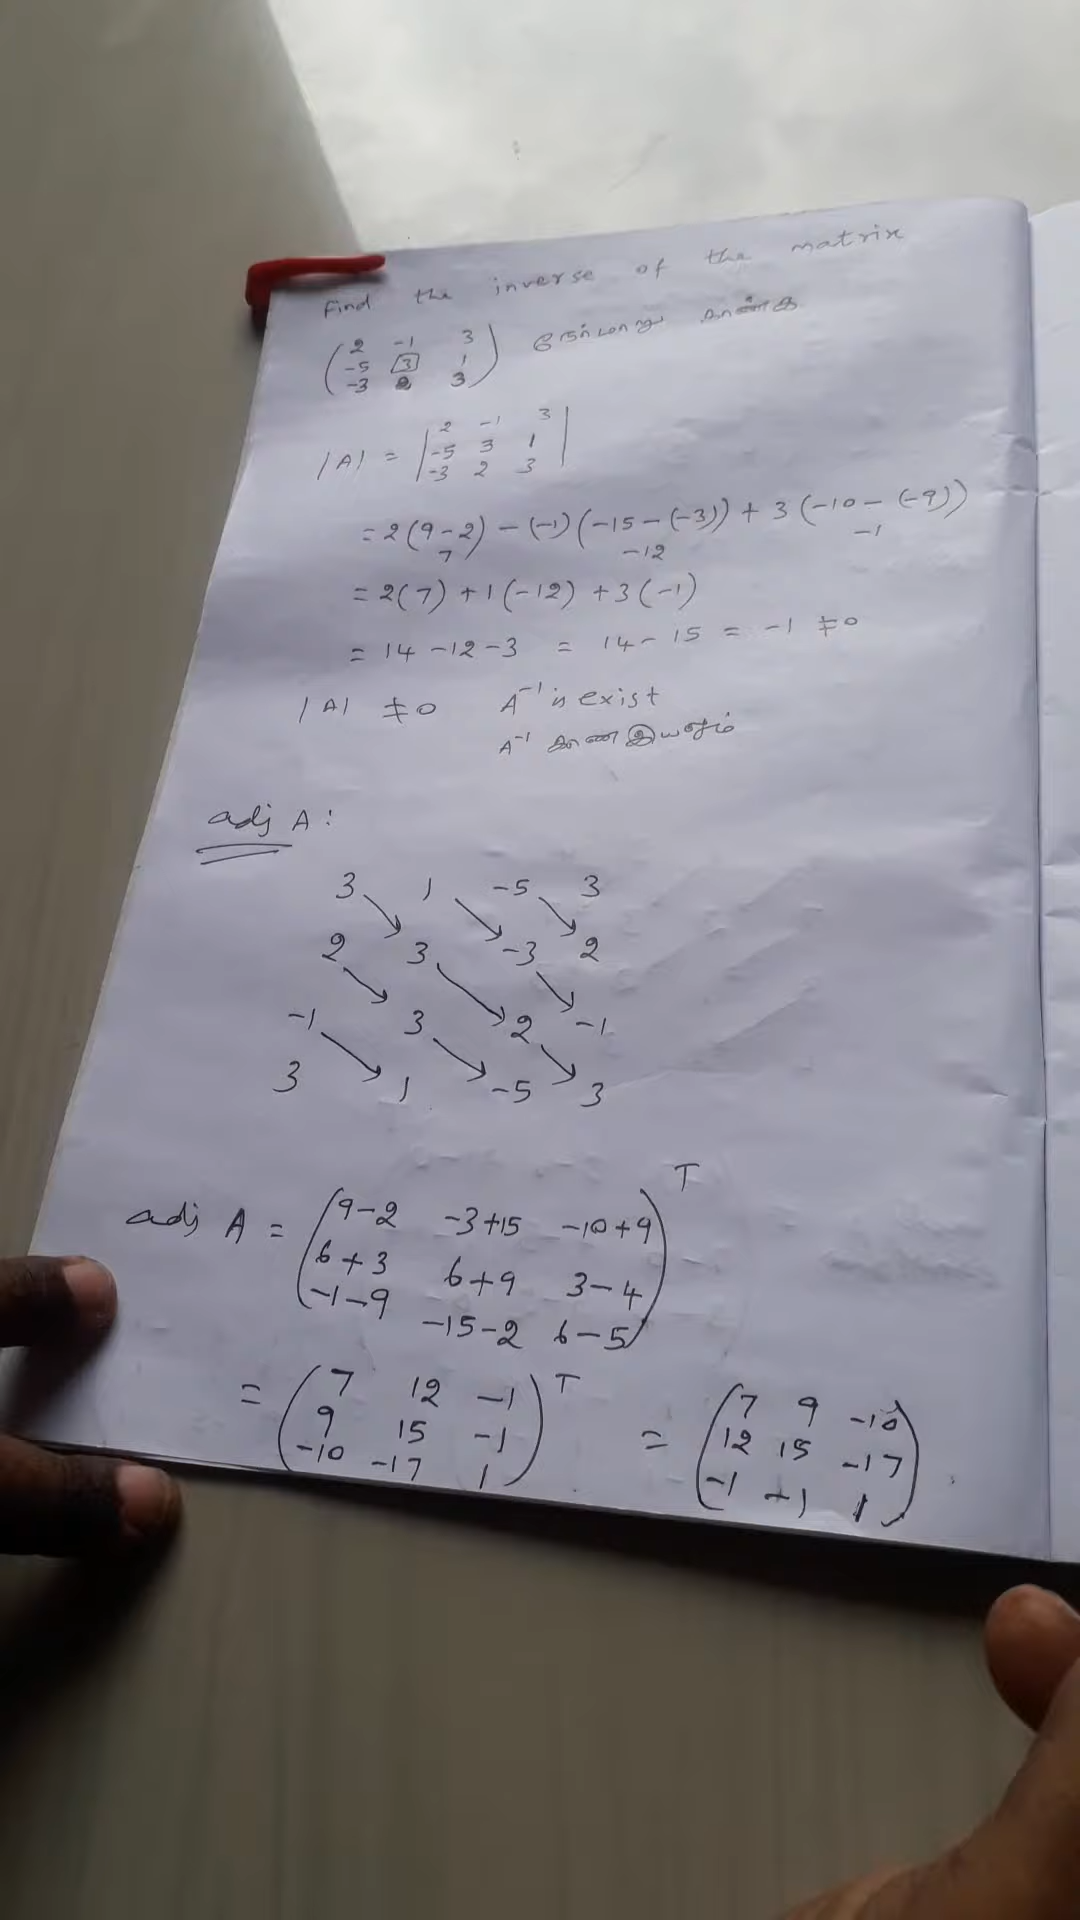 Find the inverse of the matrix
( 2 -1 3
-5 3 1
-3 2 3 ) நேர்மாறு காண்க
|A| = | 2 -1 3
-5 3 1
-3 2 3 |
= 2(9-2) - (-1)(-15-(-3)) + 3(-10-(-9))
7 -12 -1
= 2(7) +1(-12) +3(-1)
= 14 -12 -3 = 14 - 15 = -1 ≠ 0
|A| ≠ 0 A⁻¹ is exist
A⁻¹ காண இயலும்
adj A :
3 1 -5 3
2 3 -3 2
-1 3 2 -1
3 1 -5 3
adj A = ( 9-2 -3+15 -10+9
6+3 6+9 3-4
-1-9 -15-2 6-5 )ᵀ
= ( 7 12 -1
9 15 -1
-10 -17 1 )ᵀ = ( 7 9 -10
12 15 -17
-1 +1 1 )